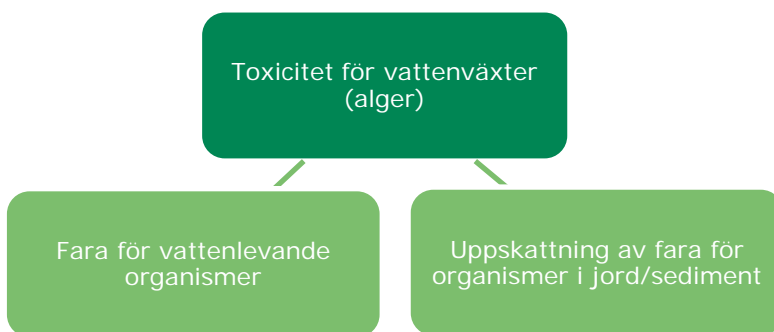 Toxicitet för vattenväxter
(alger)
Fara för vattenlevande
organismer
Uppskattning av fara för
organismer i jord/sediment